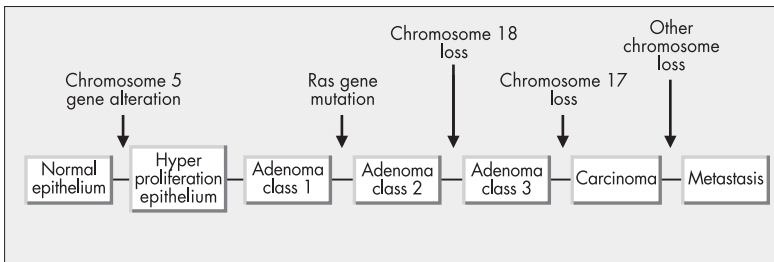 Chromosome 5
gene alteration
Ras gene
mutation
Chromosome 18
loss
Chromosome 17
loss
Other
chromosome
loss
Normal
epithelium
Hyper
proliferation
epithelium
Adenoma
class 1
Adenoma
class 2
Adenoma
class 3
Carcinoma
Metastasis